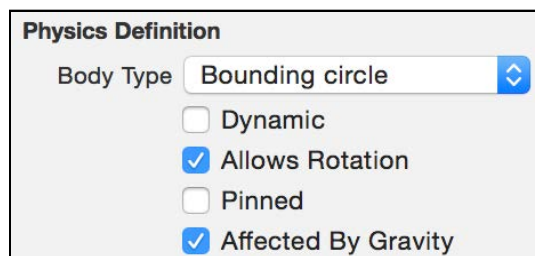 Physics Definition
Body Type Bounding circle
Dynamic
Allows Rotation
Pinned
Affected By Gravity